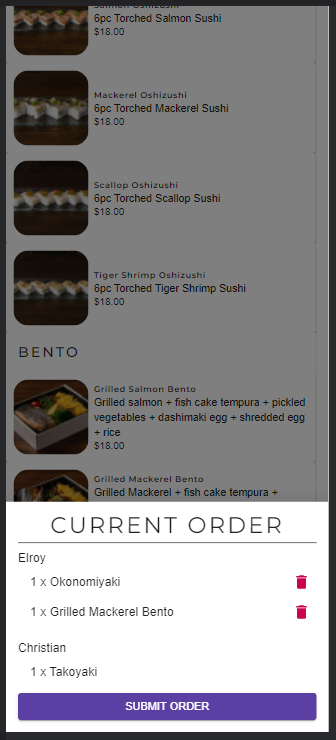 Salmon Oshizushi
6pc Torched Salmon Sushi
$18.00
Mackerel Oshizushi
6pc Torched Mackerel Sushi
$18.00
Scallop Oshizushi
6pc Torched Scallop Sushi
$18.00
Tiger Shrimp Oshizushi
6pc Torched Tiger Shrimp Sushi
$18.00
BENTO
Grilled Salmon Bento
Grilled salmon + fish cake tempura + pickled
vegetables + dashimaki egg + shredded egg
+ rice
$18.00
Grilled Mackerel Bento
Grilled Mackerel + fish cake tempura +
CURRENT ORDER
Elroy
1 x Okonomiyaki
1 x Grilled Mackerel Bento
Christian
1 x Takoyaki
SUBMIT ORDER